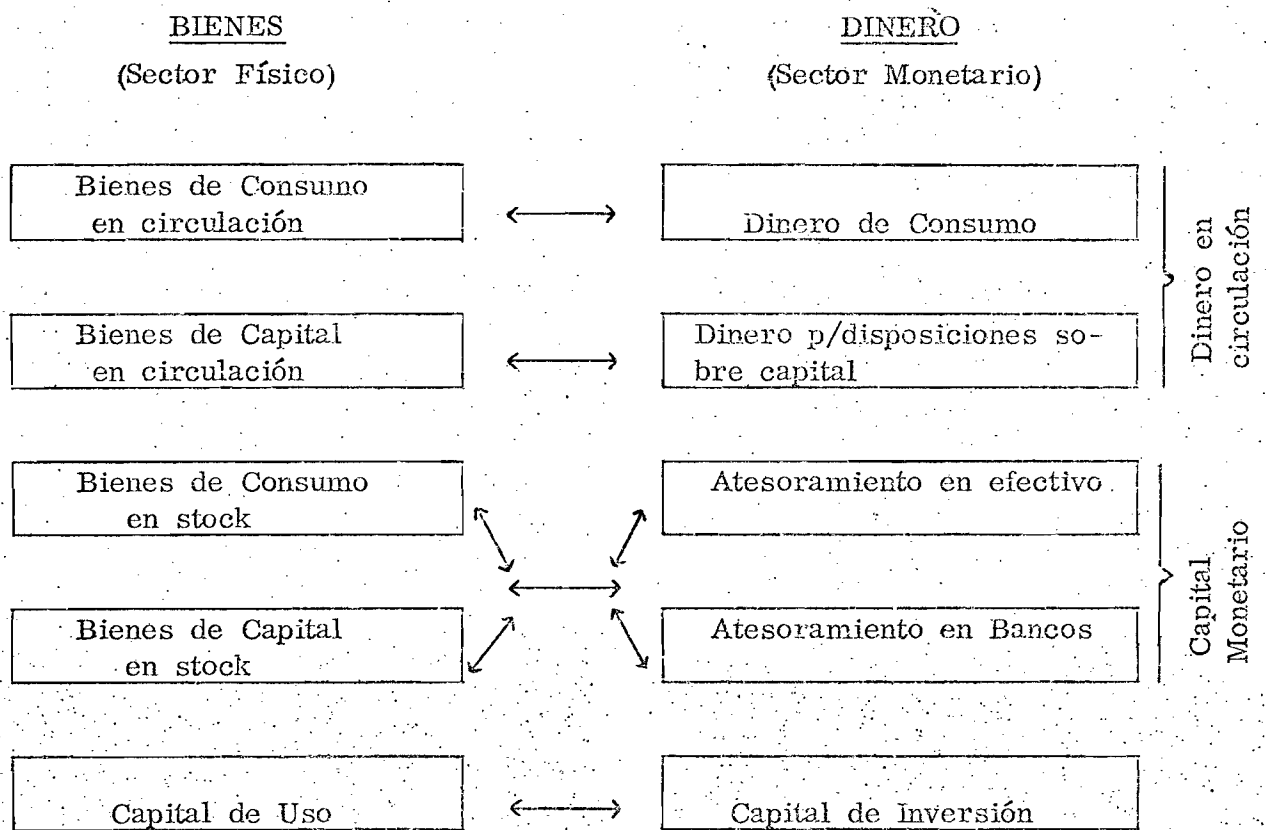 BIENES
(Sector Físico)
DINERO
(Sector Monetario)
Bienes de Consumo
en circulación
Dinero de Consumo
Bienes de Capital
en circulación
Dinero p/disposiciones so-
bre capital
Dinero en
circulación
Bienes de Consumo
en stock
Atesoramiento en efectivo
Bienes de Capital
en stock
Atesoramiento en Bancos
Capital
Monetario
Capital de Uso
Capital de Inversión